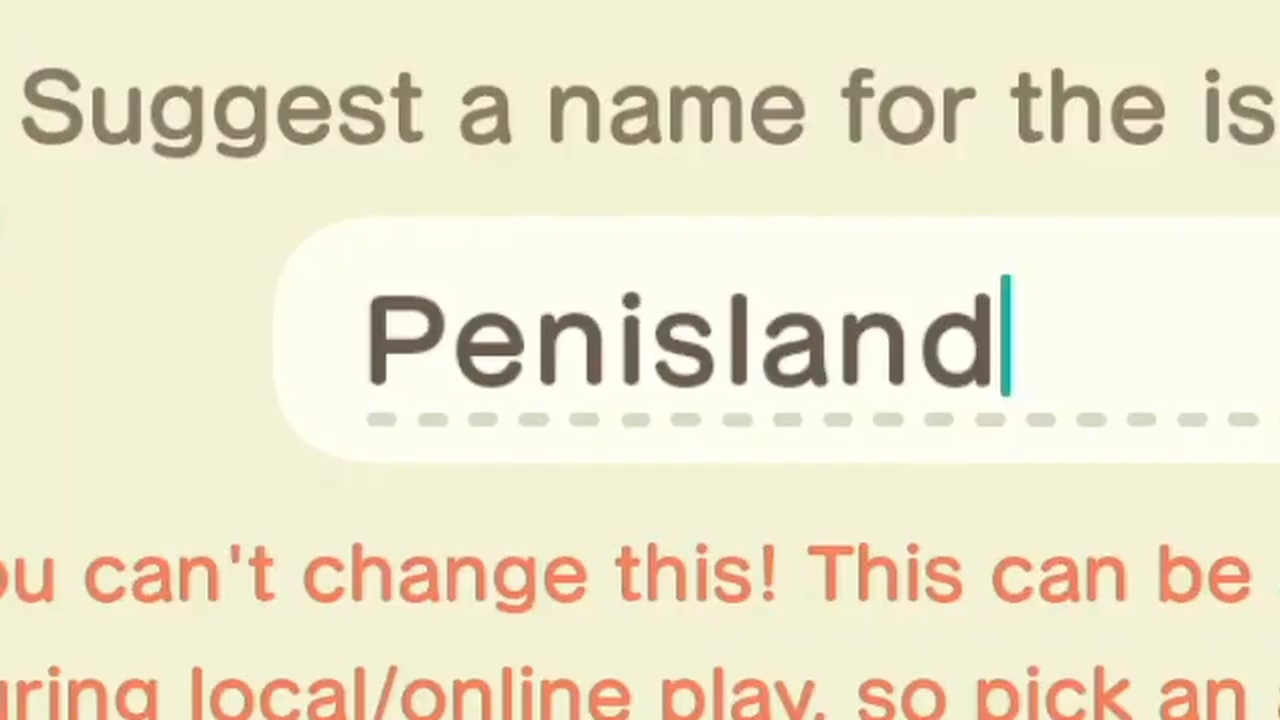 Suggest a name for the is
Penisland
ou can't change this! This can be
uring local/online play, so pick an